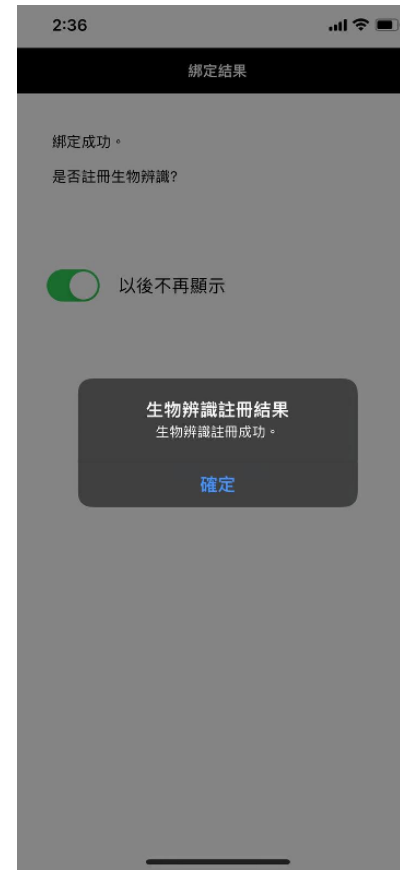 2:36
綁定結果
綁定成功。
是否註冊生物辨識?
以後不再顯示
生物辨識註冊結果
生物辨識註冊成功。
確定